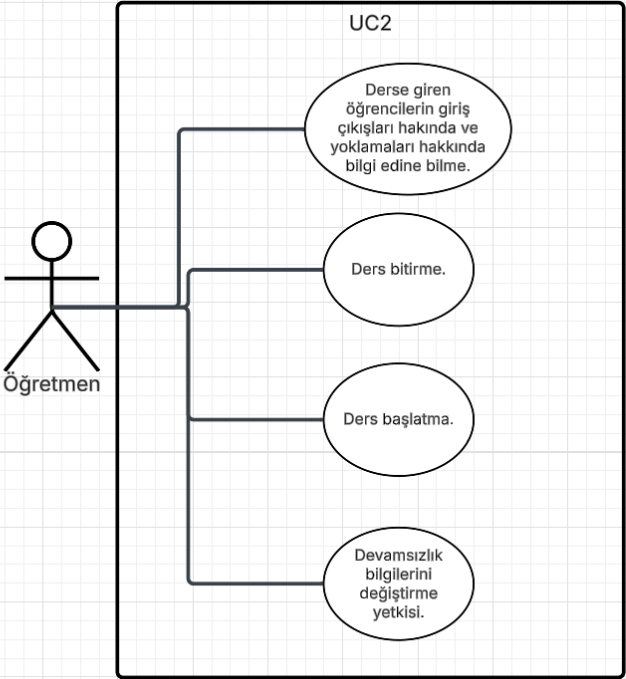 UC2
Derse giren
öğrencilerin giriş
çıkışları hakında ve
yoklamaları hakkında
bilgi edine bilme.
Ders bitirme.
Öğretmen
Ders başlatma.
Devamsızlık
bilgilerini
değiştirme
yetkisi.